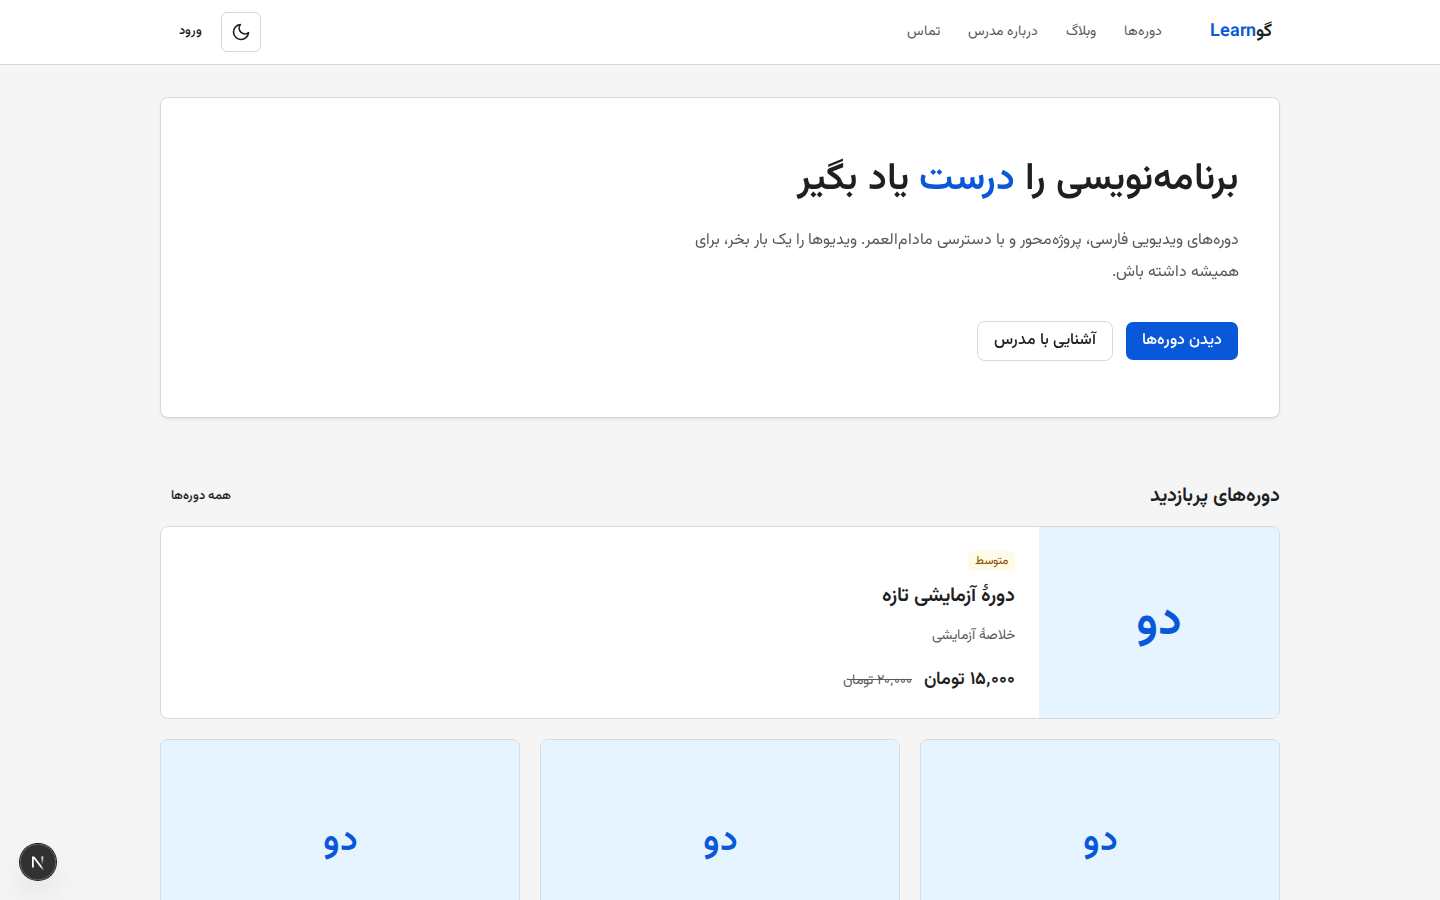 گوLearn
دوره‌ها
وبلاگ
درباره مدرس
تماس
ورود
برنامه‌نویسی را درست یاد بگیر
دوره‌های ویدیویی فارسی، پروژه‌محور و با دسترسی مادام‌العمر. ویدیوها را یک بار بخر، برای
همیشه داشته باش.
دیدن دوره‌ها
آشنایی با مدرس
دوره‌های پربازدید
همه دوره‌ها
دو
متوسط
دورهٔ آزمایشی تازه
خلاصهٔ آزمایشی
۱۵,۰۰۰ تومان ۲۰,۰۰۰ تومان
دو
دو
دو
N